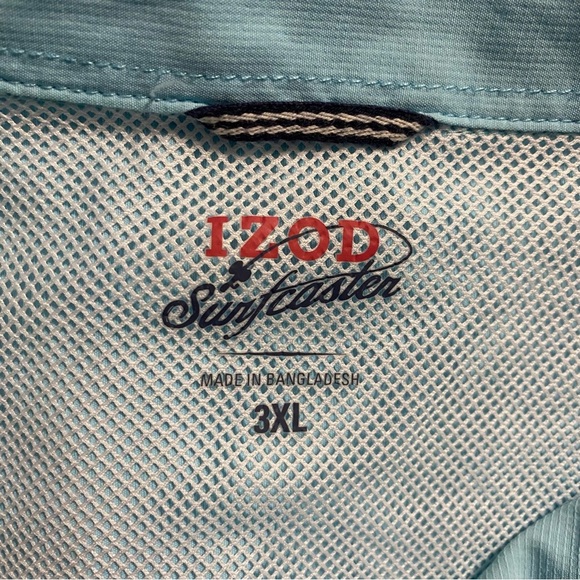 IZOD
Surfcaster
MADE IN BANGLADESH
3XL